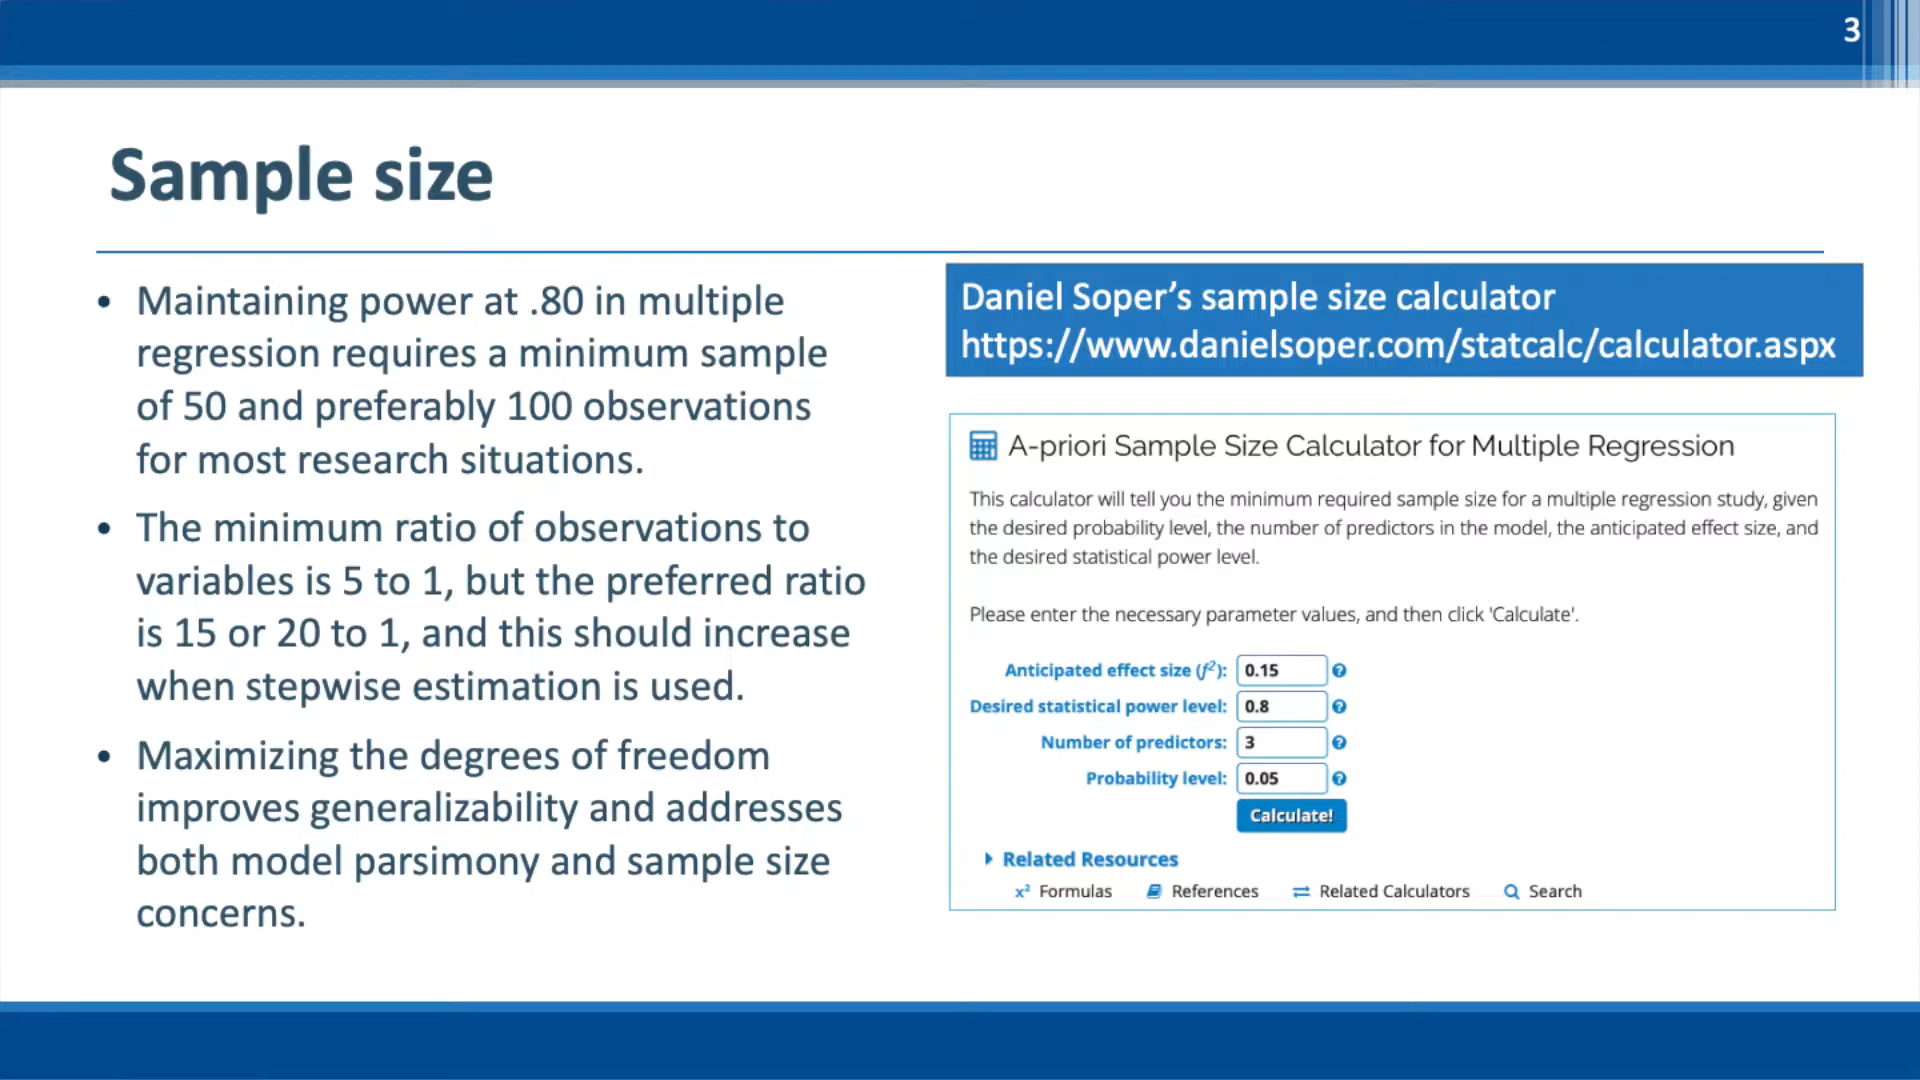 3
Sample size
• Maintaining power at .80 in multiple
regression requires a minimum sample
of 50 and preferably 100 observations
for most research situations.
• The minimum ratio of observations to
variables is 5 to 1, but the preferred ratio
is 15 or 20 to 1, and this should increase
when stepwise estimation is used.
• Maximizing the degrees of freedom
improves generalizability and addresses
both model parsimony and sample size
concerns.
Daniel Soper’s sample size calculator
https://www.danielsoper.com/statcalc/calculator.aspx
A-priori Sample Size Calculator for Multiple Regression
This calculator will tell you the minimum required sample size for a multiple regression study, given
the desired probability level, the number of predictors in the model, the anticipated effect size, and
the desired statistical power level.
Please enter the necessary parameter values, and then click 'Calculate'.
Anticipated effect size (f²): 0.15 ?
Desired statistical power level: 0.8 ?
Number of predictors: 3 ?
Probability level: 0.05 ?
Calculate!
Related Resources
x² Formulas References Related Calculators Search